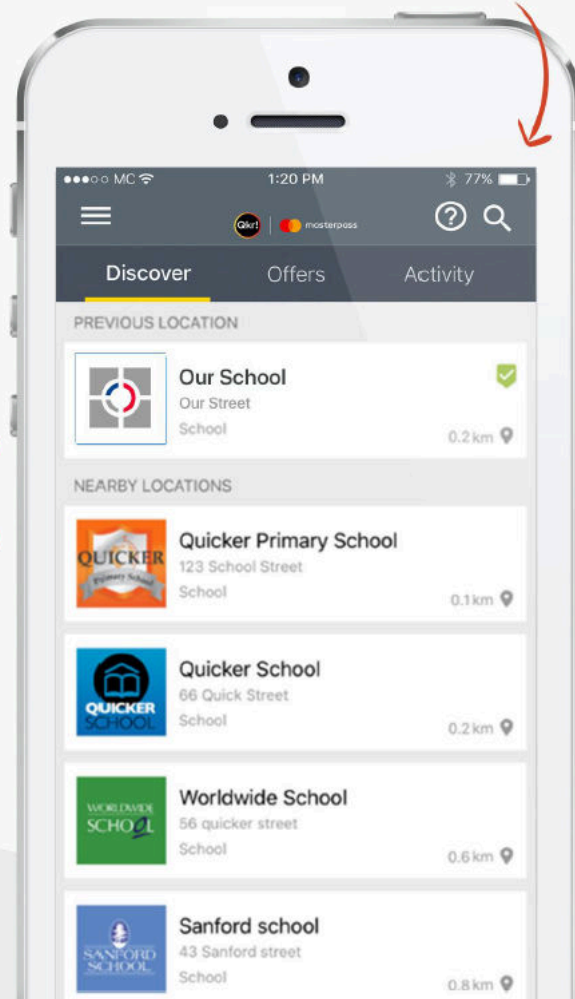 MC
1:20 PM
77%
Qkr!
masterpass
?
Discover
Offers
Activity
PREVIOUS LOCATION
Our School
Our Street
School
0.2 km
NEARBY LOCATIONS
QUICKER
Primary School
Quicker Primary School
123 School Street
School
0.1 km
QUICKER
SCHOOL
Quicker School
66 Quick Street
School
0.2 km
WORLDWIDE
SCHOOL
Worldwide School
56 quicker street
School
0.6 km
SANFORD
SCHOOL
Sanford school
43 Sanford street
School
0.8 km